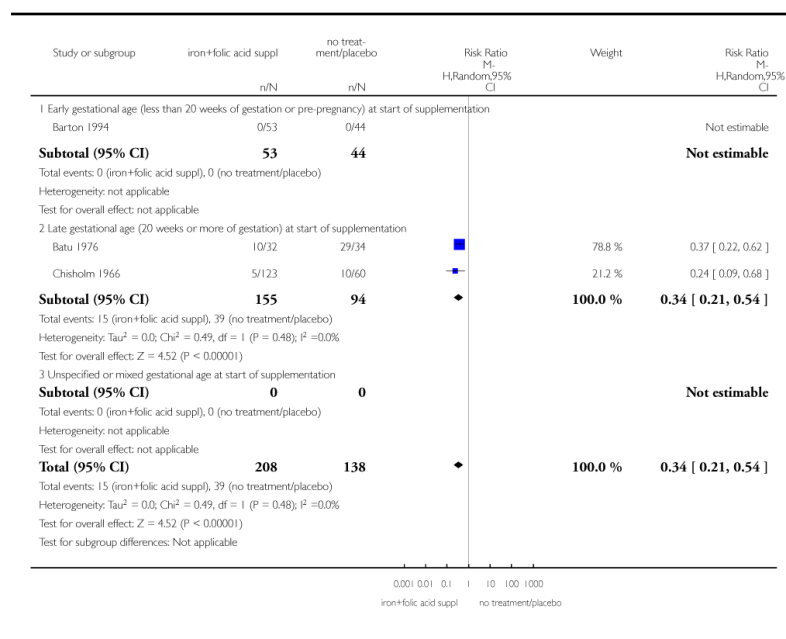 Study or subgroup iron+folic acid suppl no treat-ment/placebo Risk Ratio Weight Risk Ratio
M-H,Random,95% CI M-H,Random,95% CI
n/N n/N
1 Early gestational age (less than 20 weeks of gestation or pre-pregnancy) at start of supplementation
Barton 1994 0/53 0/44 Not estimable
Subtotal (95% CI) 53 44 Not estimable
Total events: 0 (iron+folic acid suppl), 0 (no treatment/placebo)
Heterogeneity: not applicable
Test for overall effect: not applicable
2 Late gestational age (20 weeks or more of gestation) at start of supplementation
Batu 1976 10/32 29/34 78.8 % 0.37 [ 0.22, 0.62 ]
Chisholm 1966 5/123 10/60 21.2 % 0.24 [ 0.09, 0.68 ]
Subtotal (95% CI) 155 94 100.0 % 0.34 [ 0.21, 0.54 ]
Total events: 15 (iron+folic acid suppl), 39 (no treatment/placebo)
Heterogeneity: Tau² = 0.0; Chi² = 0.49, df = 1 (P = 0.48); I² =0.0%
Test for overall effect: Z = 4.52 (P < 0.00001)
3 Unspecified or mixed gestational age at start of supplementation
Subtotal (95% CI) 0 0 Not estimable
Total events: 0 (iron+folic acid suppl), 0 (no treatment/placebo)
Heterogeneity: not applicable
Test for overall effect: not applicable
Total (95% CI) 208 138 100.0 % 0.34 [ 0.21, 0.54 ]
Total events: 15 (iron+folic acid suppl), 39 (no treatment/placebo)
Heterogeneity: Tau² = 0.0; Chi² = 0.49, df = 1 (P = 0.48); I² =0.0%
Test for overall effect: Z = 4.52 (P < 0.00001)
Test for subgroup differences: Not applicable
0.001 0.01 0.1 1 10 100 1000
iron+folic acid suppl no treatment/placebo